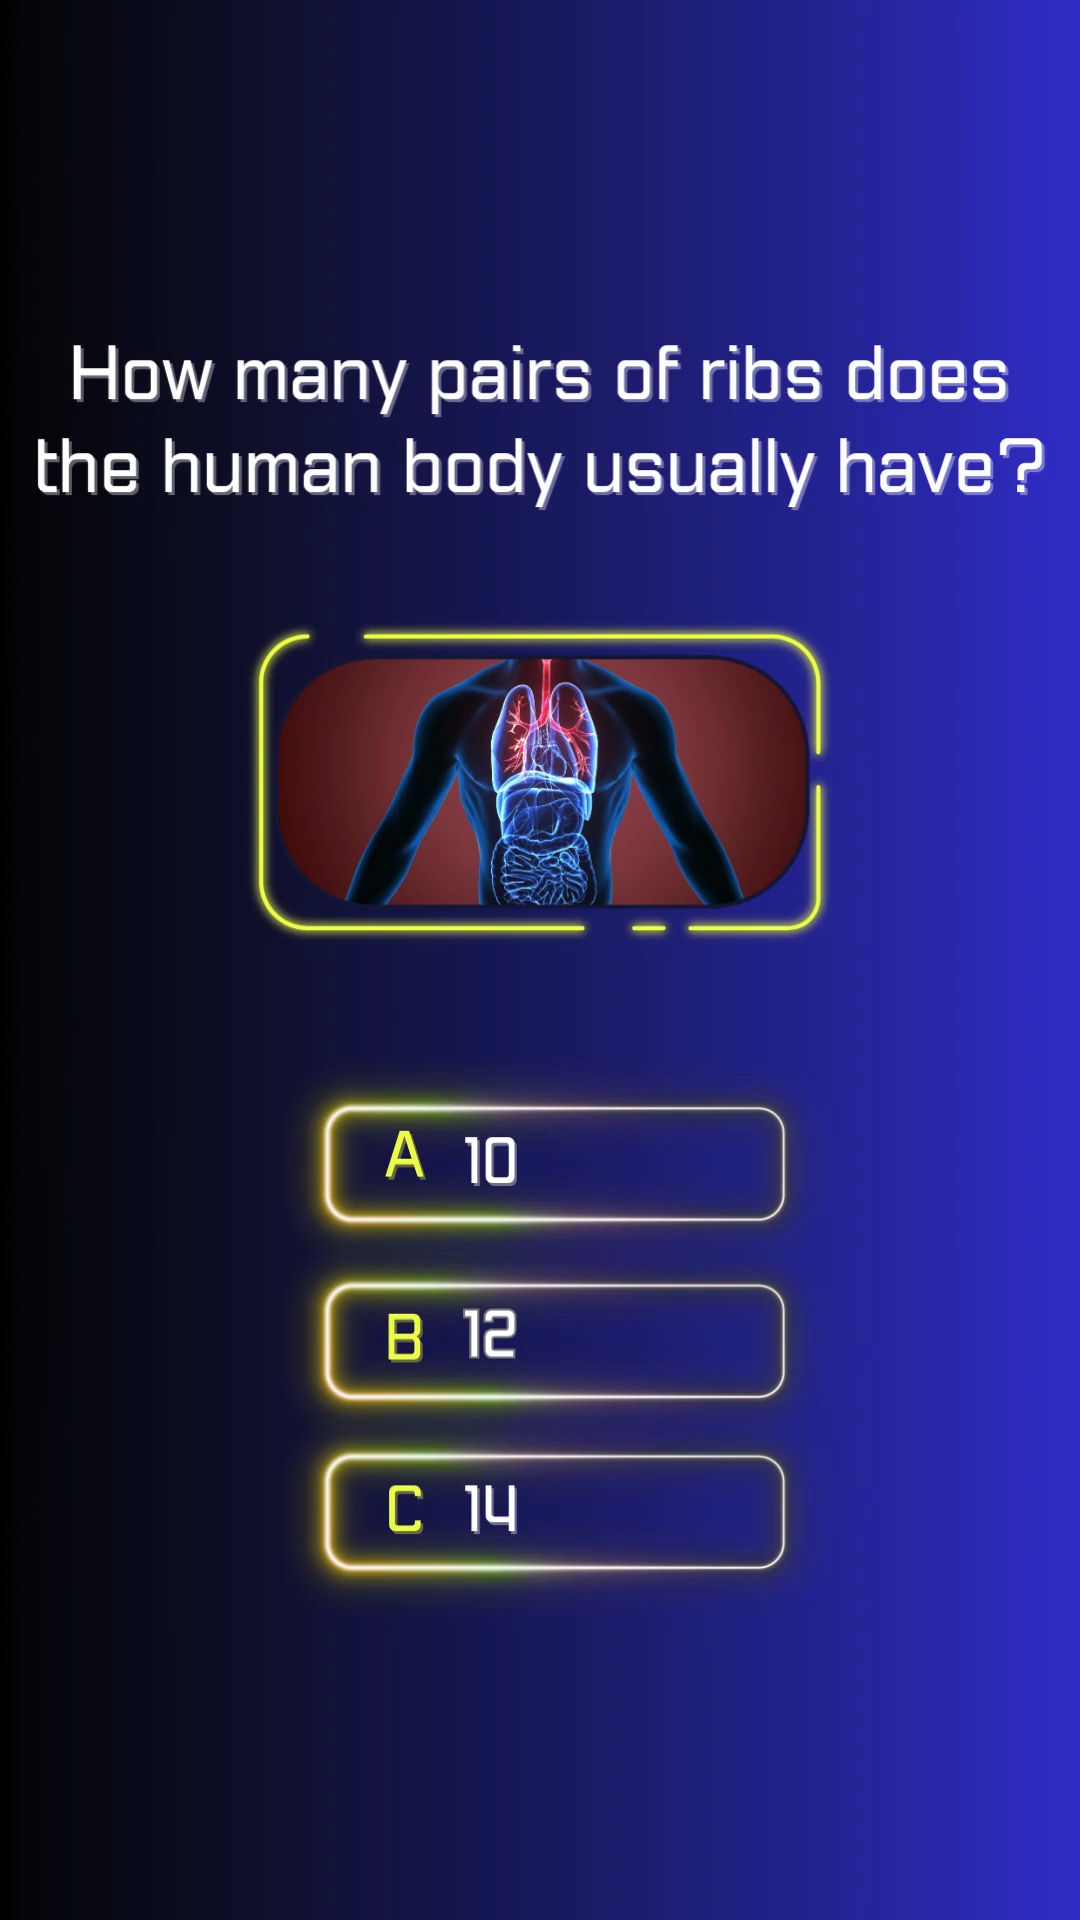 How many pairs of ribs does
the human body usually have?
A 10
B 12
C 14